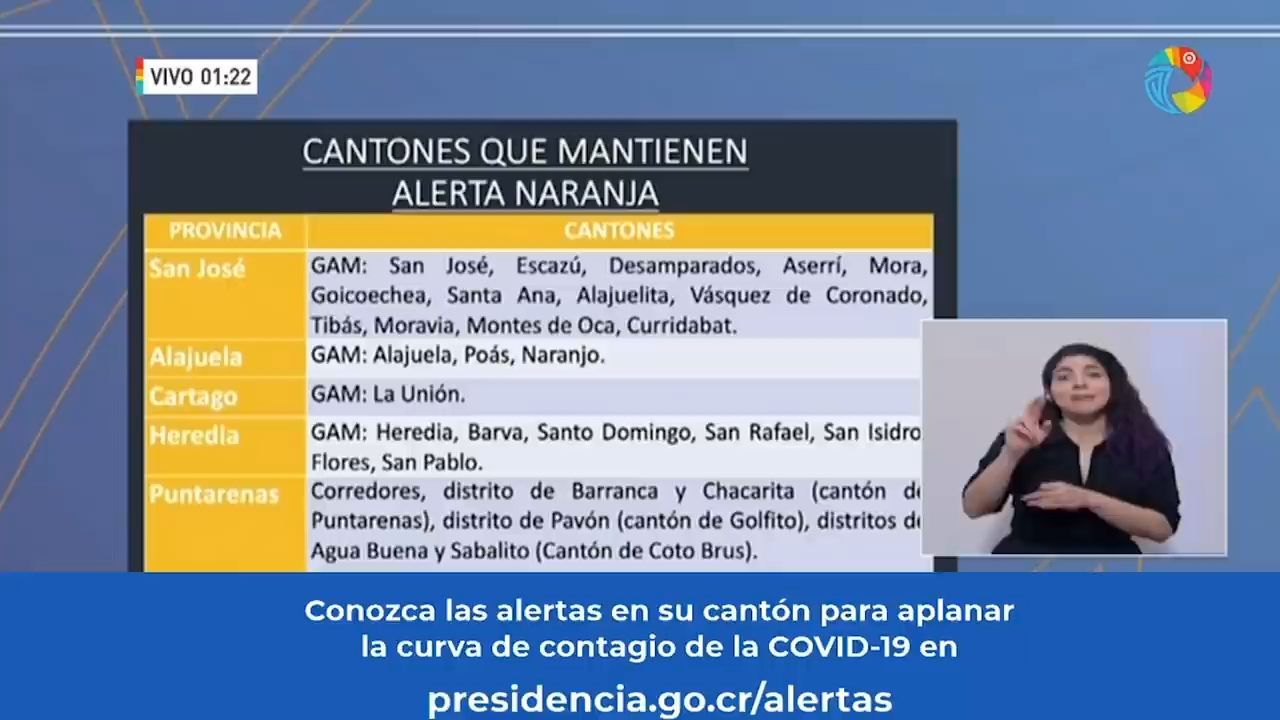 VIVO 01:22
CANTONES QUE MANTIENEN
ALERTA NARANJA
PROVINCIA CANTONES
San José GAM: San José, Escazú, Desamparados, Aserrí, Mora,
Goicoechea, Santa Ana, Alajuelita, Vásquez de Coronado,
Tibás, Moravia, Montes de Oca, Curridabat.
Alajuela GAM: Alajuela, Poás, Naranjo.
Cartago GAM: La Unión.
Heredia GAM: Heredia, Barva, Santo Domingo, San Rafael, San Isidro
Flores, San Pablo.
Puntarenas Corredores, distrito de Barranca y Chacarita (cantón de
Puntarenas), distrito de Pavón (cantón de Golfito), distritos de
Agua Buena y Sabalito (Cantón de Coto Brus).
Conozca las alertas en su cantón para aplanar
la curva de contagio de la COVID-19 en
presidencia.go.cr/alertas